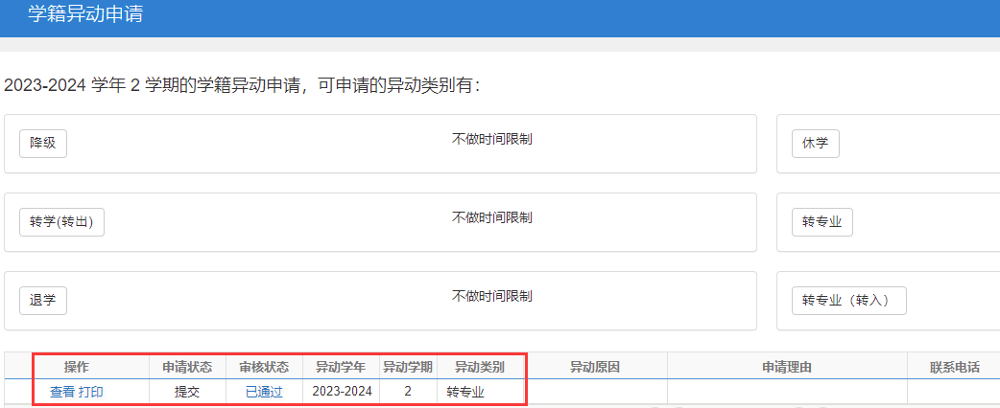 学籍异动申请
2023-2024 学年 2 学期的学籍异动申请，可申请的异动类别有：
降级 不做时间限制 休学
转学(转出) 不做时间限制 转专业
退学 不做时间限制 转专业（转入）
操作 申请状态 审核状态 异动学年 异动学期 异动类别 异动原因 申请理由 联系电话
查看 打印 提交 已通过 2023-2024 2 转专业